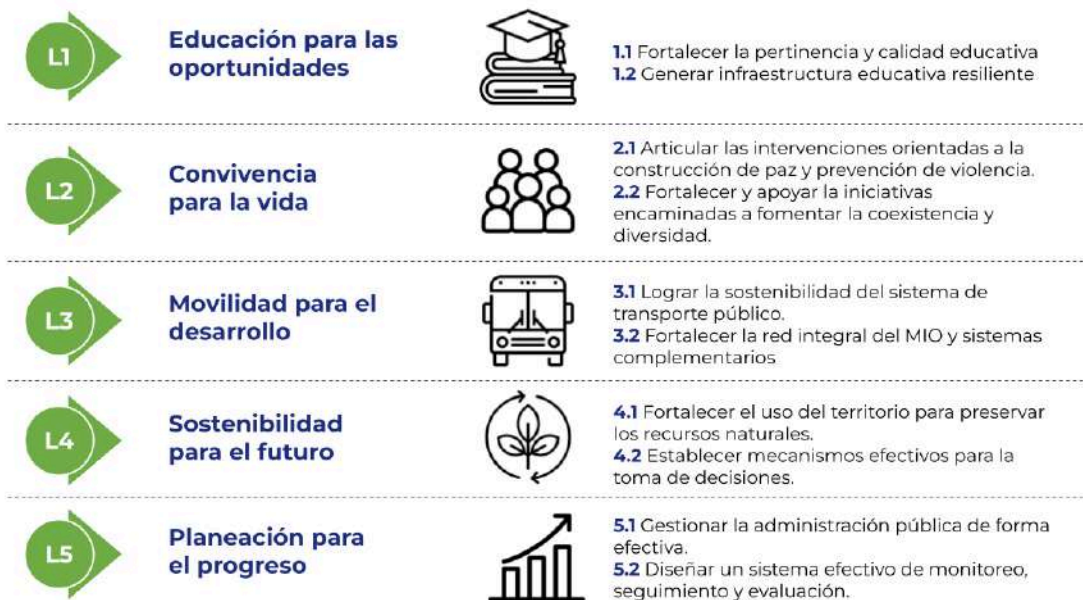 L1
Educación para las
oportunidades
1.1 Fortalecer la pertinencia y calidad educativa
1.2 Generar infraestructura educativa resiliente
L2
Convivencia
para la vida
2.1 Articular las intervenciones orientadas a la
construcción de paz y prevención de violencia.
2.2 Fortalecer y apoyar la iniciativas
encaminadas a fomentar la coexistencia y
diversidad.
L3
Movilidad para el
desarrollo
3.1 Lograr la sostenibilidad del sistema de
transporte público.
3.2 Fortalecer la red integral del MIO y sistemas
complementarios
L4
Sostenibilidad
para el futuro
4.1 Fortalecer el uso del territorio para preservar
los recursos naturales.
4.2 Establecer mecanismos efectivos para la
toma de decisiones.
L5
Planeación para
el progreso
5.1 Gestionar la administración pública de forma
efectiva.
5.2 Diseñar un sistema efectivo de monitoreo,
seguimiento y evaluación.